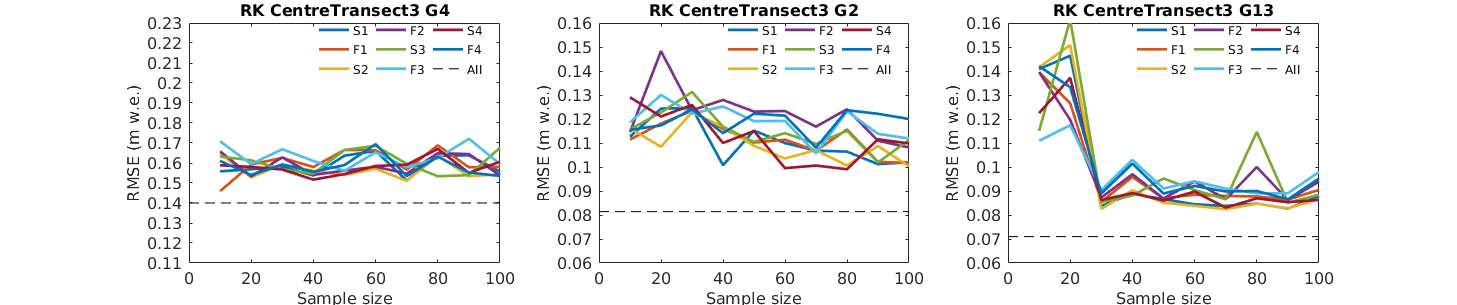 RK CentreTransect3 G4
RMSE (m w.e.)
0.23
0.22
0.21
0.2
0.19
0.18
0.17
0.16
0.15
0.14
0.13
0.12
0.11
S1 F2 S4
F1 S3 F4
S2 F3 All
0 20 40 60 80 100
Sample size
RK CentreTransect3 G2
RMSE (m w.e.)
0.16
0.15
0.14
0.13
0.12
0.11
0.1
0.09
0.08
0.07
0.06
S1 F2 S4
F1 S3 F4
S2 F3 All
0 20 40 60 80 100
Sample size
RK CentreTransect3 G13
RMSE (m w.e.)
0.16
0.15
0.14
0.13
0.12
0.11
0.1
0.09
0.08
0.07
0.06
S1 F2 S4
F1 S3 F4
S2 F3 All
0 20 40 60 80 100
Sample size